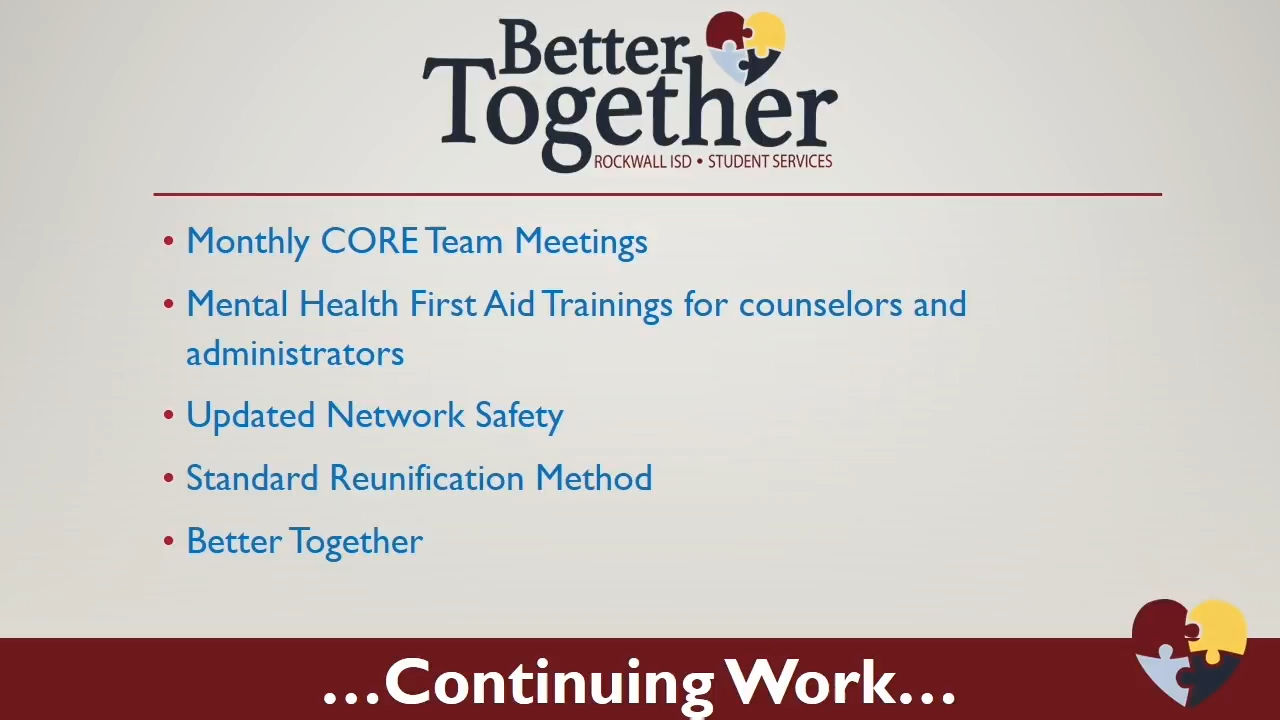 Better
Together
ROCKWALL ISD • STUDENT SERVICES
• Monthly CORE Team Meetings
• Mental Health First Aid Trainings for counselors and
administrators
• Updated Network Safety
• Standard Reunification Method
• Better Together
...Continuing Work...